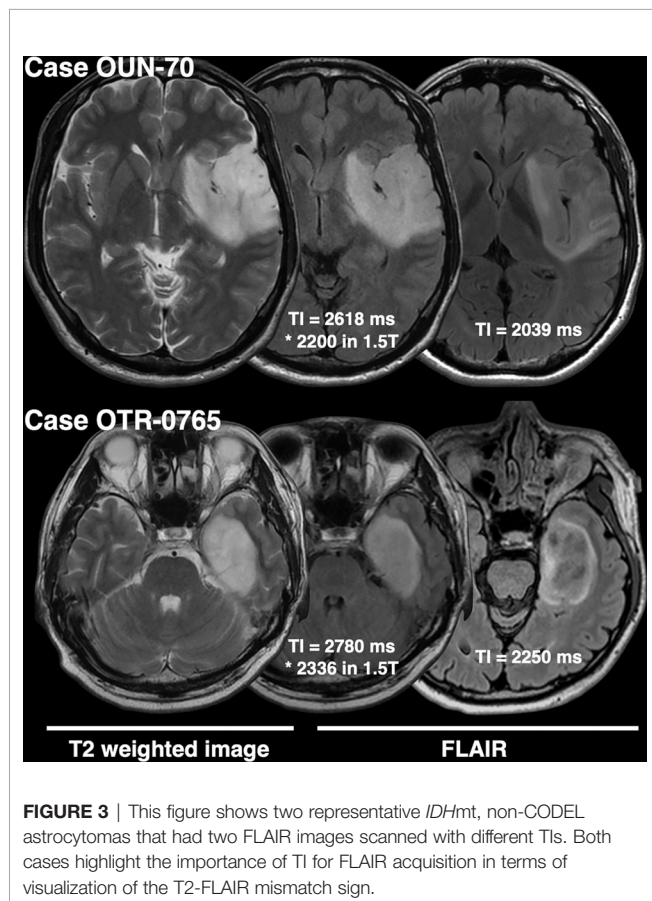 Case OUN-70
TI = 2618 ms
* 2200 in 1.5T
TI = 2039 ms
Case OTR-0765
TI = 2780 ms
* 2336 in 1.5T
TI = 2250 ms
T2 weighted image
FLAIR
FIGURE 3 | This figure shows two representative IDHmt, non-CODEL
astrocytomas that had two FLAIR images scanned with different TIs. Both
cases highlight the importance of TI for FLAIR acquisition in terms of
visualization of the T2-FLAIR mismatch sign.